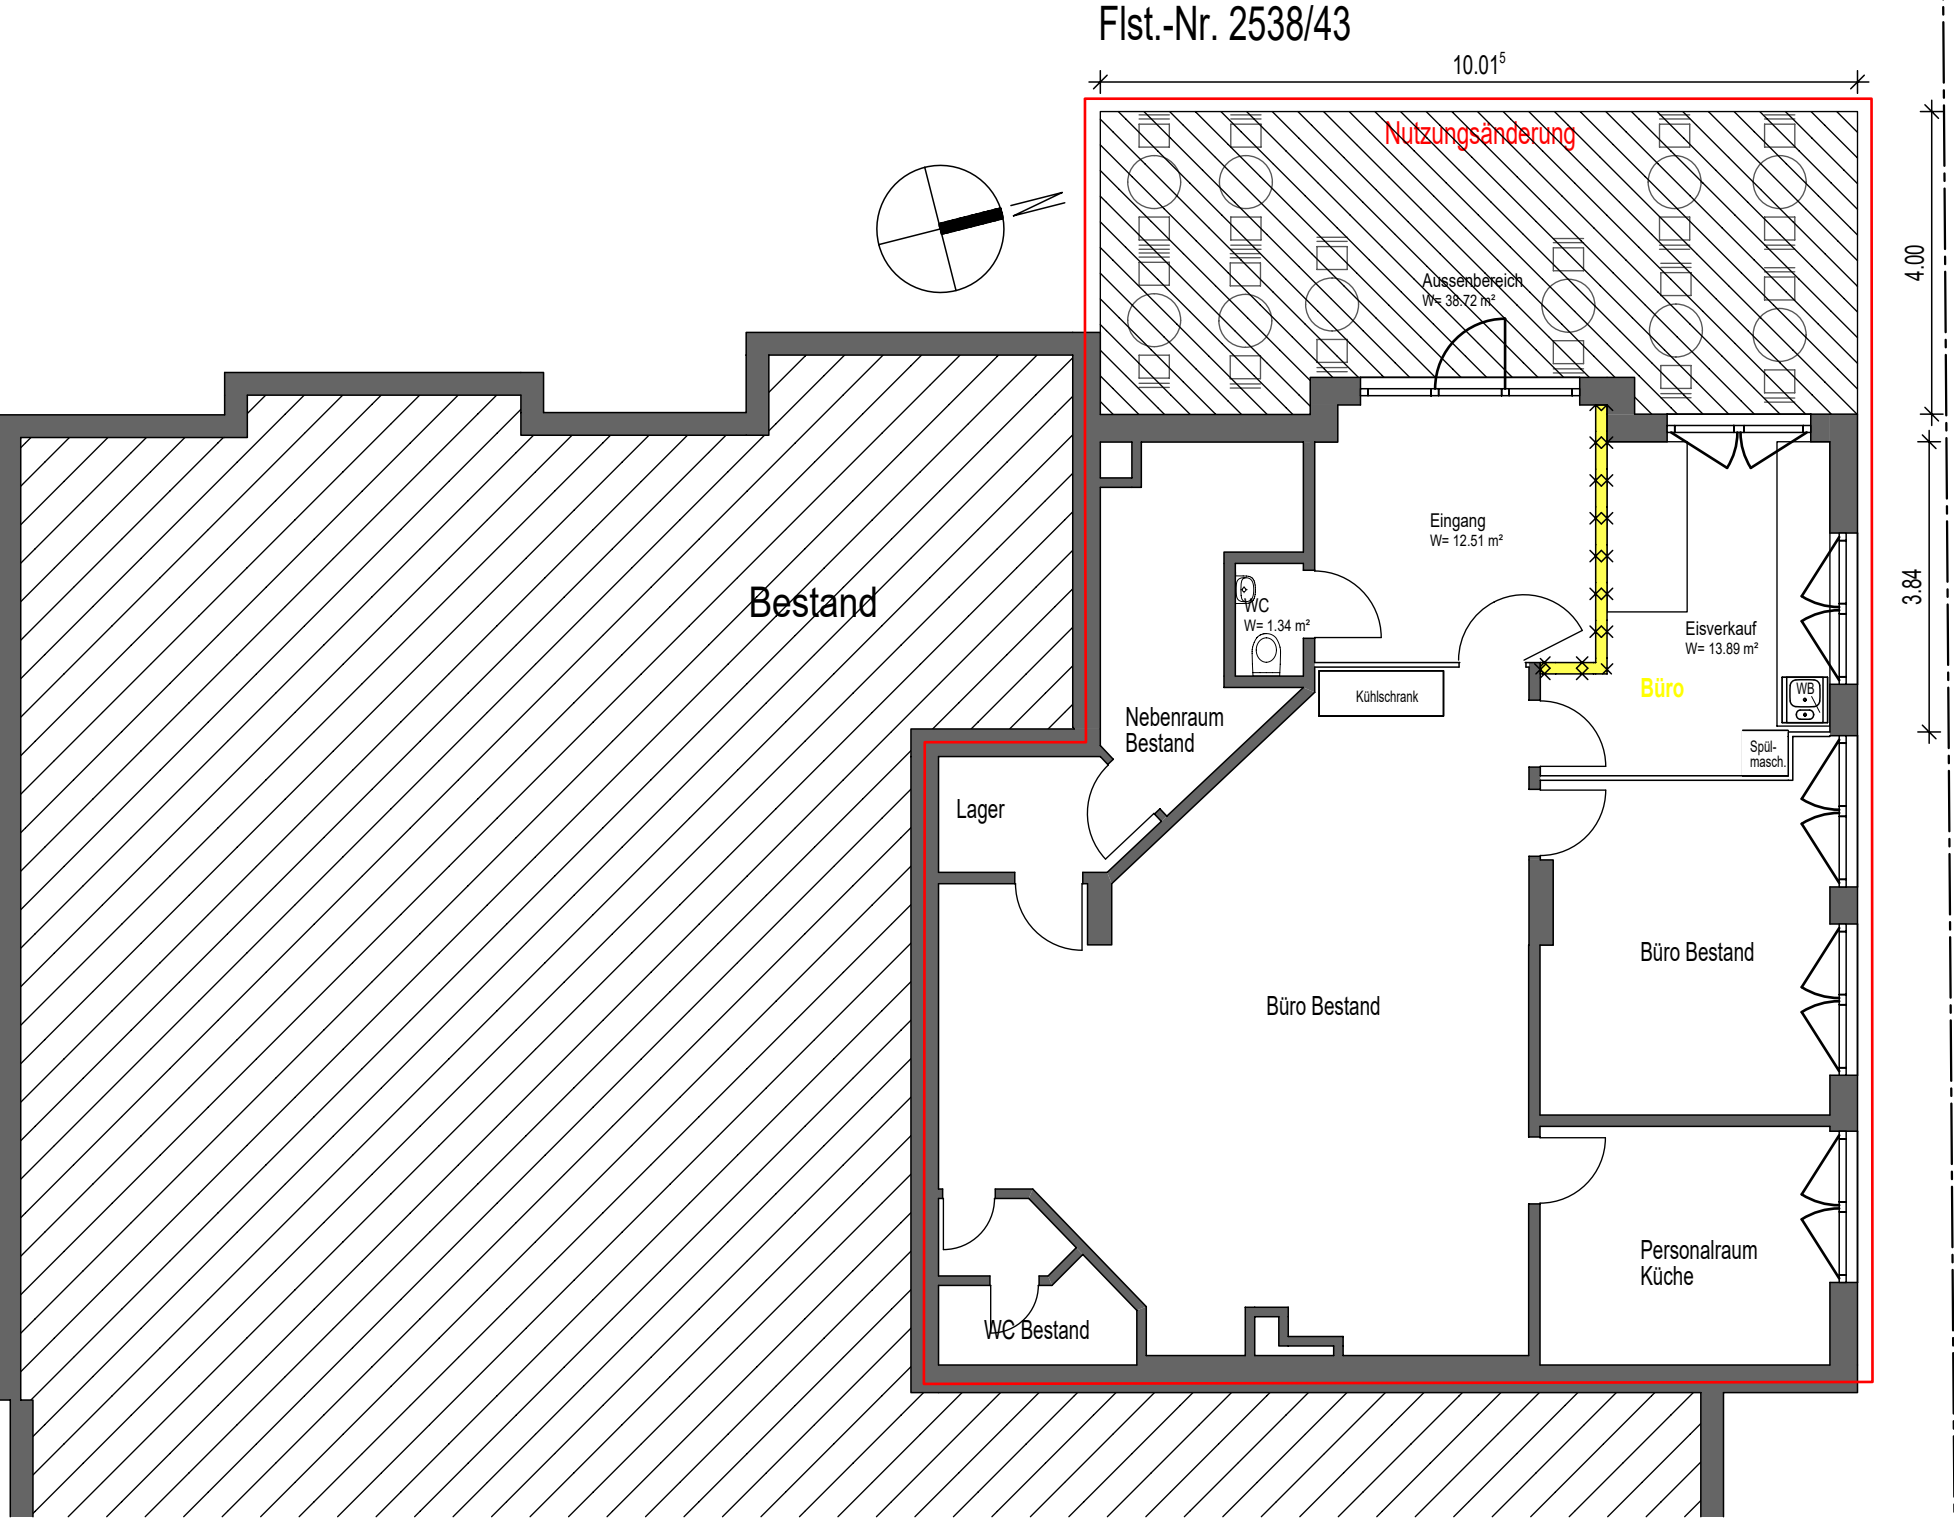 Flst.-Nr. 2538/43
10.01⁵
Nutzungsänderung
4.00
Aussenbereich
W= 38.72 m²
Eingang
W= 12.51 m²
3.84
Bestand
WC
W= 1.34 m²
Eisverkauf
W= 13.89 m²
Büro
WB
Kühlschrank
Nebenraum
Bestand
Spül-
masch.
Lager
Büro Bestand
Büro Bestand
Personalraum
Küche
WC Bestand